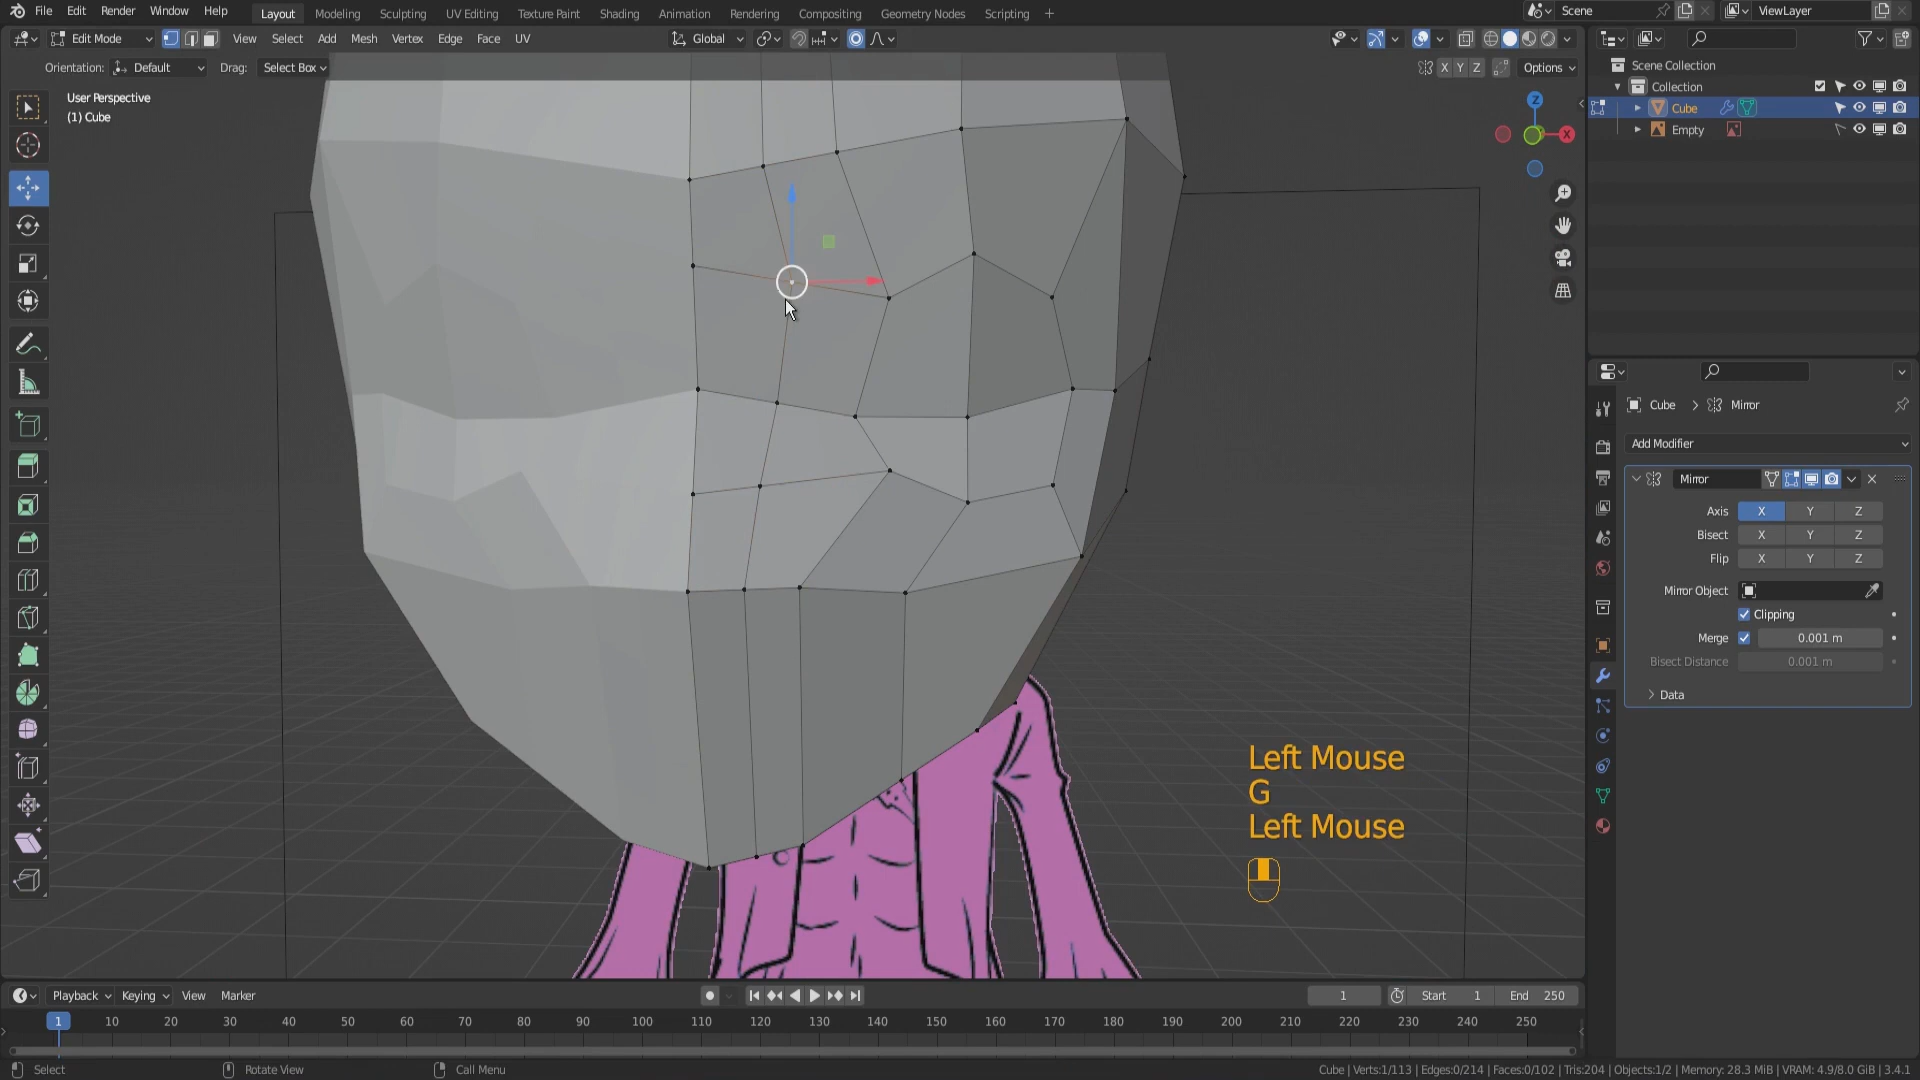 File Edit Render Window Help Layout Modeling Sculpting UV Editing Texture Paint Shading Animation Rendering Compositing Geometry Nodes Scripting + Scene ViewLayer
Edit Mode View Select Add Mesh Vertex Edge Face UV Global
Orientation: Default Drag: Select Box X Y Z Options
User Perspective
(1) Cube
Z
X
Scene Collection
Collection
Cube
Empty
Cube > Mirror
Add Modifier
Mirror
Axis X Y Z
Bisect X Y Z
Flip X Y Z
Mirror Object
Clipping
Merge 0.001 m
Bisect Distance 0.001 m
Data
Left Mouse
G
Left Mouse
Playback Keying View Marker 1 Start 1 End 250
1 10 20 30 40 50 60 70 80 90 100 110 120 130 140 150 160 170 180 190 200 210 220 230 240 250
Select Rotate View Call Menu Cube | Verts:1/113 | Edges:0/214 | Faces:0/102 | Tris:204 | Objects:1/2 | Memory: 28.3 MiB | VRAM: 4.9/8.0 GiB | 3.4.1